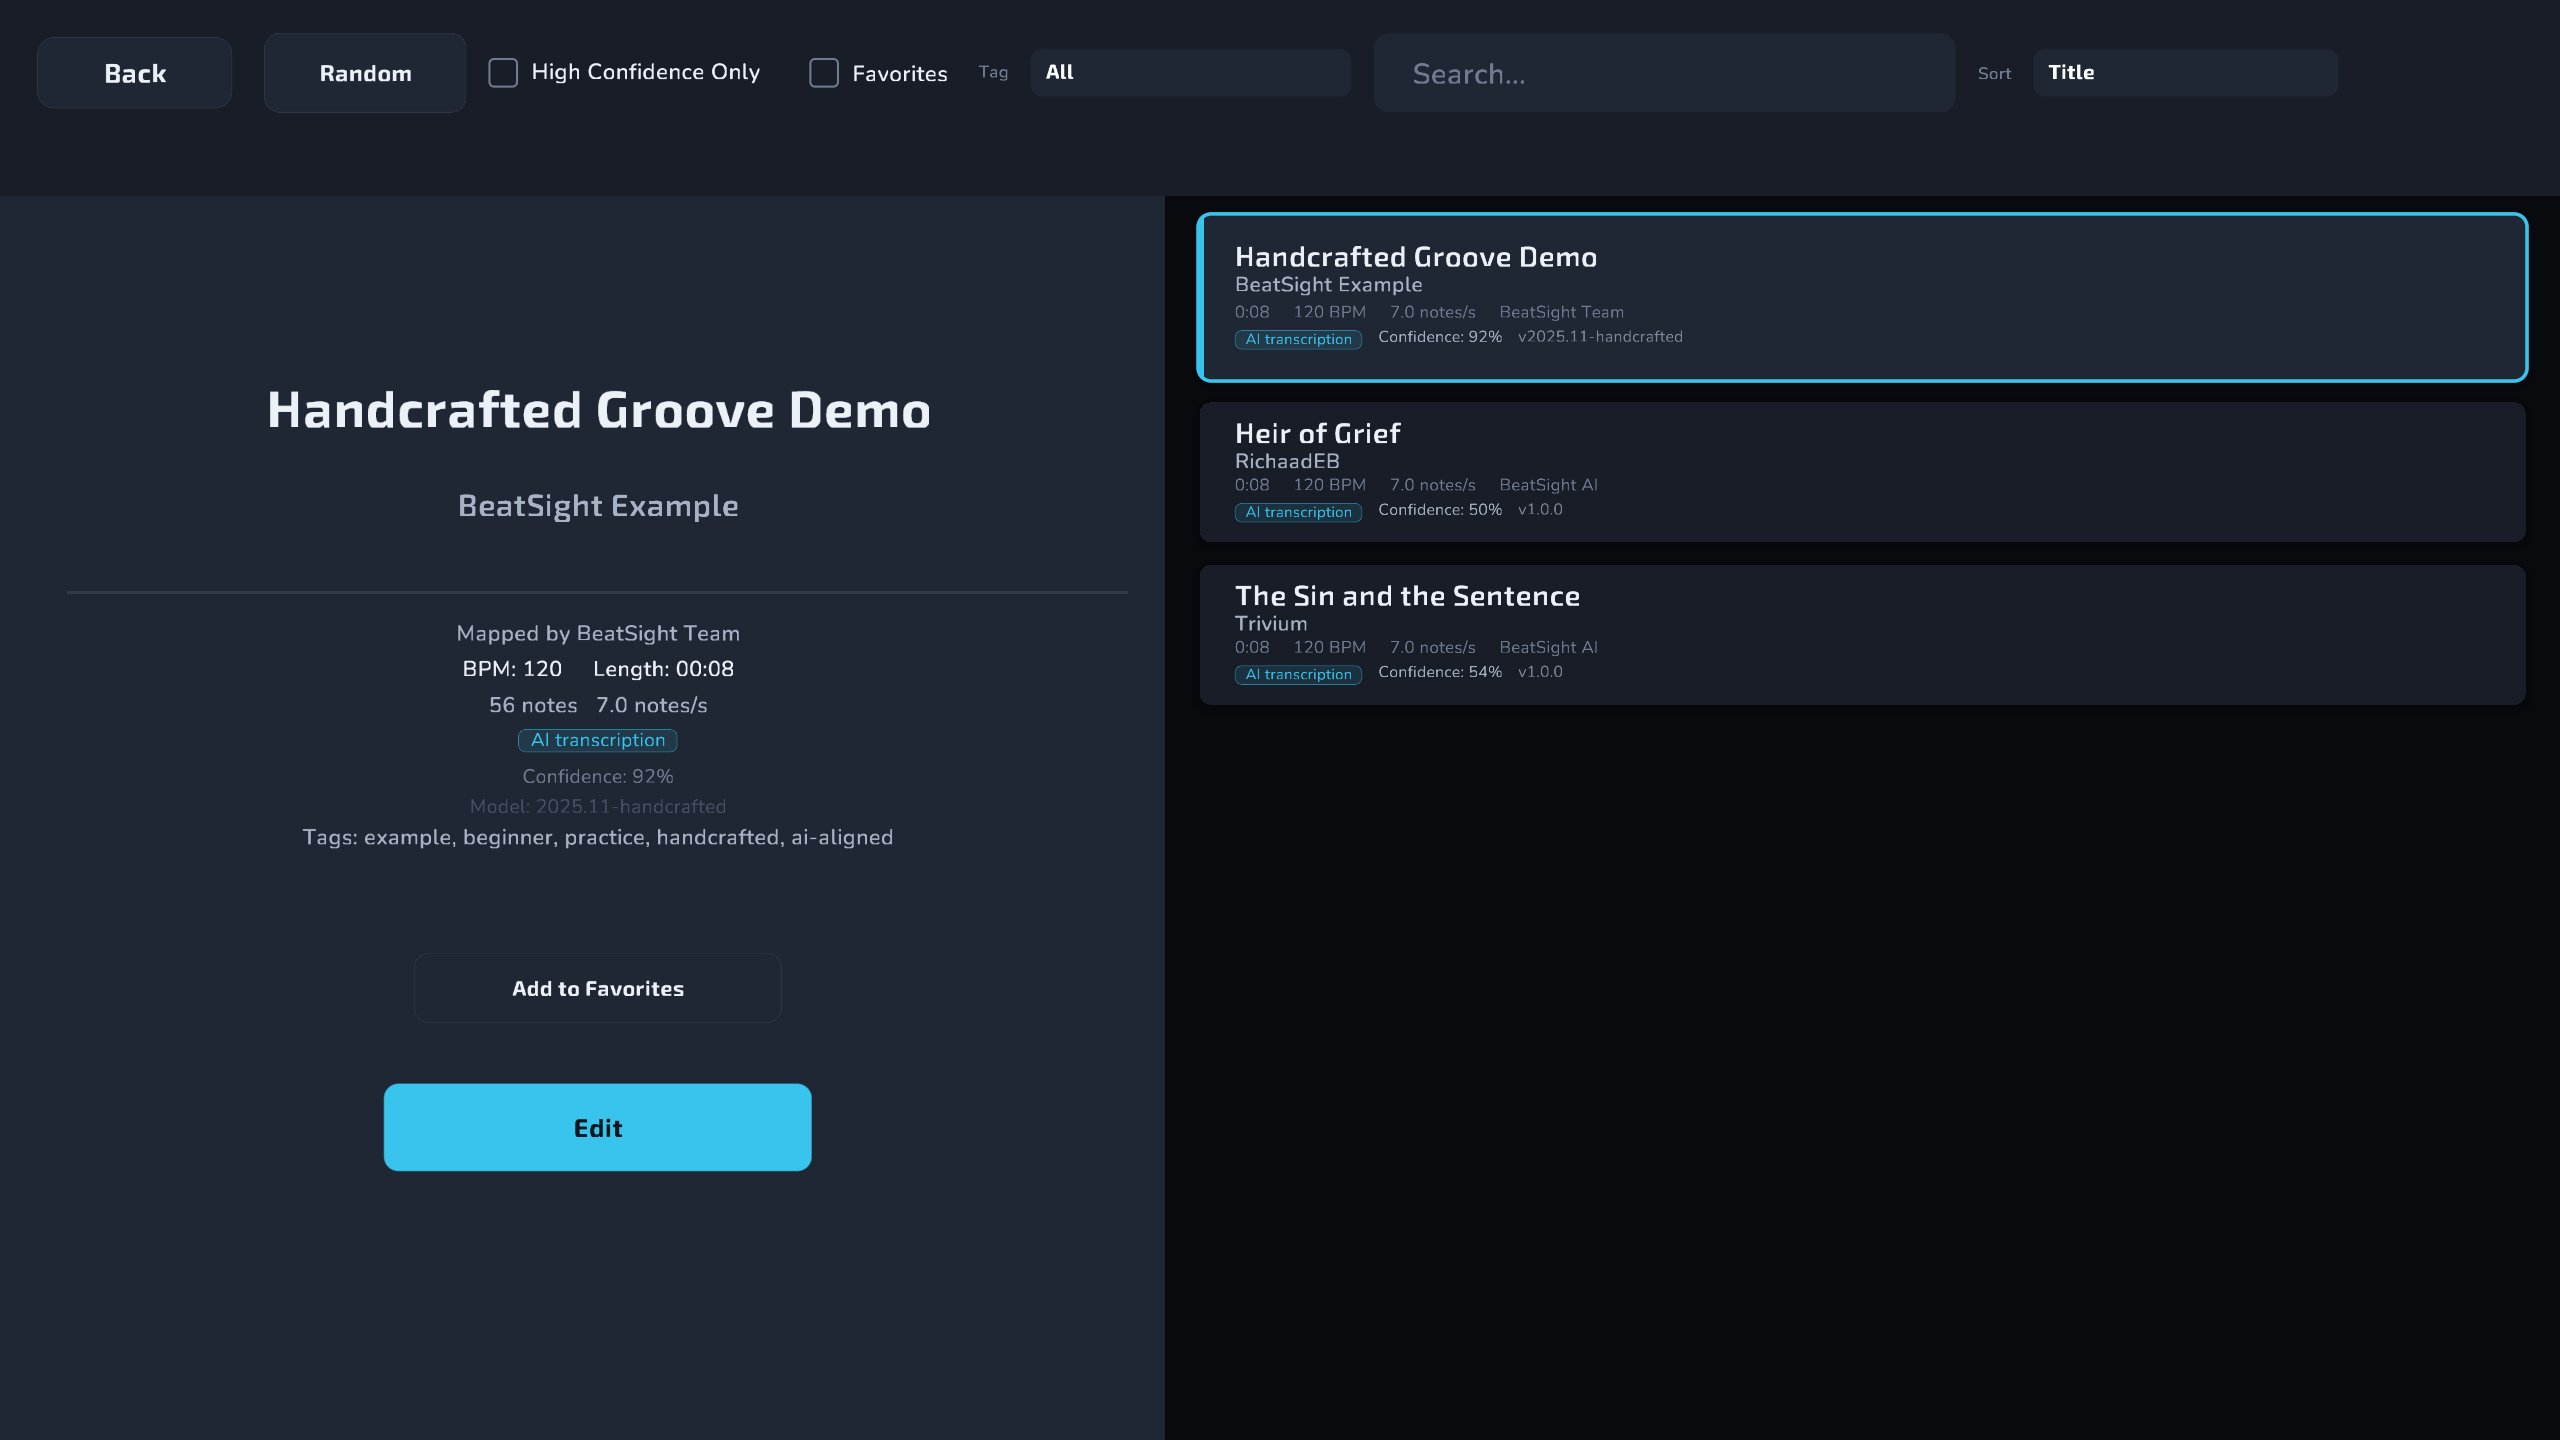 Back Random High Confidence Only Favorites Tag All Search... Sort Title
Handcrafted Groove Demo
BeatSight Example
Mapped by BeatSight Team
BPM: 120 Length: 00:08
56 notes 7.0 notes/s
AI transcription
Confidence: 92%
Model: 2025.11-handcrafted
Tags: example, beginner, practice, handcrafted, ai-aligned
Add to Favorites
Edit
Handcrafted Groove Demo
BeatSight Example
0:08 120 BPM 7.0 notes/s BeatSight Team
AI transcription Confidence: 92% v2025.11-handcrafted
Heir of Grief
RichaadEB
0:08 120 BPM 7.0 notes/s BeatSight AI
AI transcription Confidence: 50% v1.0.0
The Sin and the Sentence
Trivium
0:08 120 BPM 7.0 notes/s BeatSight AI
AI transcription Confidence: 54% v1.0.0